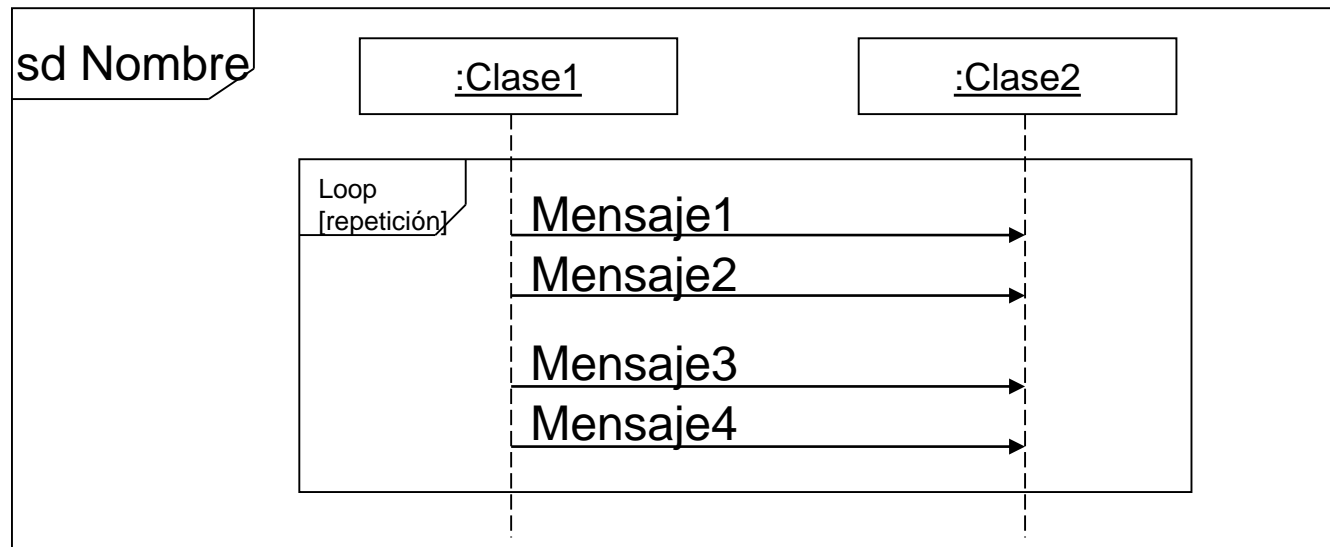 sd Nombre
:Clase1
:Clase2
Loop
[repetición]
Mensaje1
Mensaje2
Mensaje3
Mensaje4